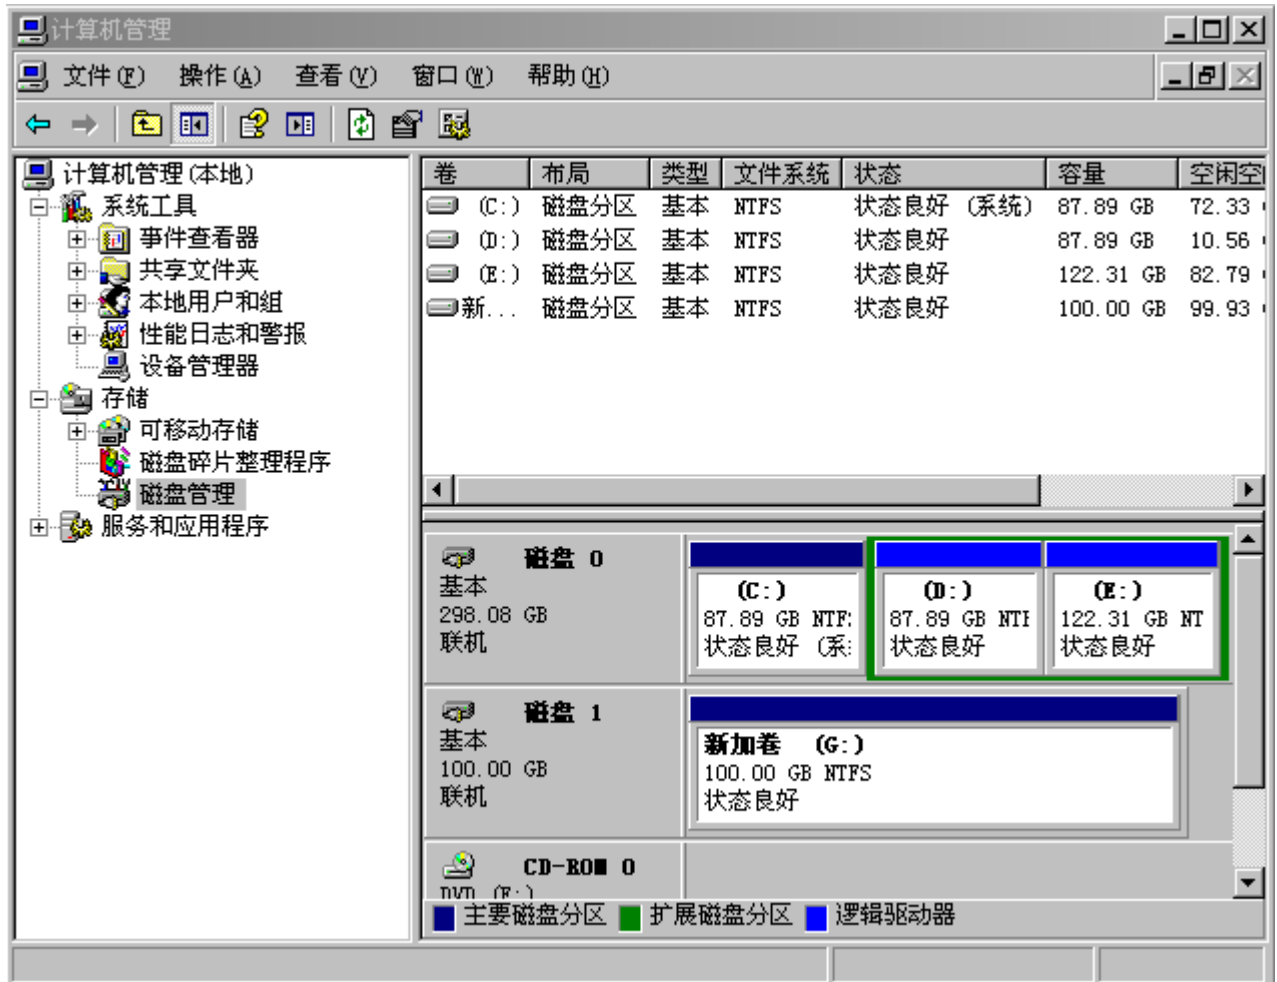 计算机管理
文件(F) 操作(A) 查看(V) 窗口(W) 帮助(H)
计算机管理(本地)
系统工具
事件查看器
共享文件夹
本地用户和组
性能日志和警报
设备管理器
存储
可移动存储
磁盘碎片整理程序
磁盘管理
服务和应用程序
卷 布局 类型 文件系统 状态 容量 空闲空
(C:) 磁盘分区 基本 NTFS 状态良好 (系统) 87.89 GB 72.33
(D:) 磁盘分区 基本 NTFS 状态良好 87.89 GB 10.56
(E:) 磁盘分区 基本 NTFS 状态良好 122.31 GB 82.79
新... 磁盘分区 基本 NTFS 状态良好 100.00 GB 99.93
磁盘 0
基本
298.08 GB
联机
(C:)
87.89 GB NTF
状态良好 (系
(D:)
87.89 GB NT
状态良好
(E:)
122.31 GB NT
状态良好
磁盘 1
基本
100.00 GB
联机
新加卷 (G:)
100.00 GB NTFS
状态良好
CD-ROM 0
DVD (F:)
主要磁盘分区 扩展磁盘分区 逻辑驱动器